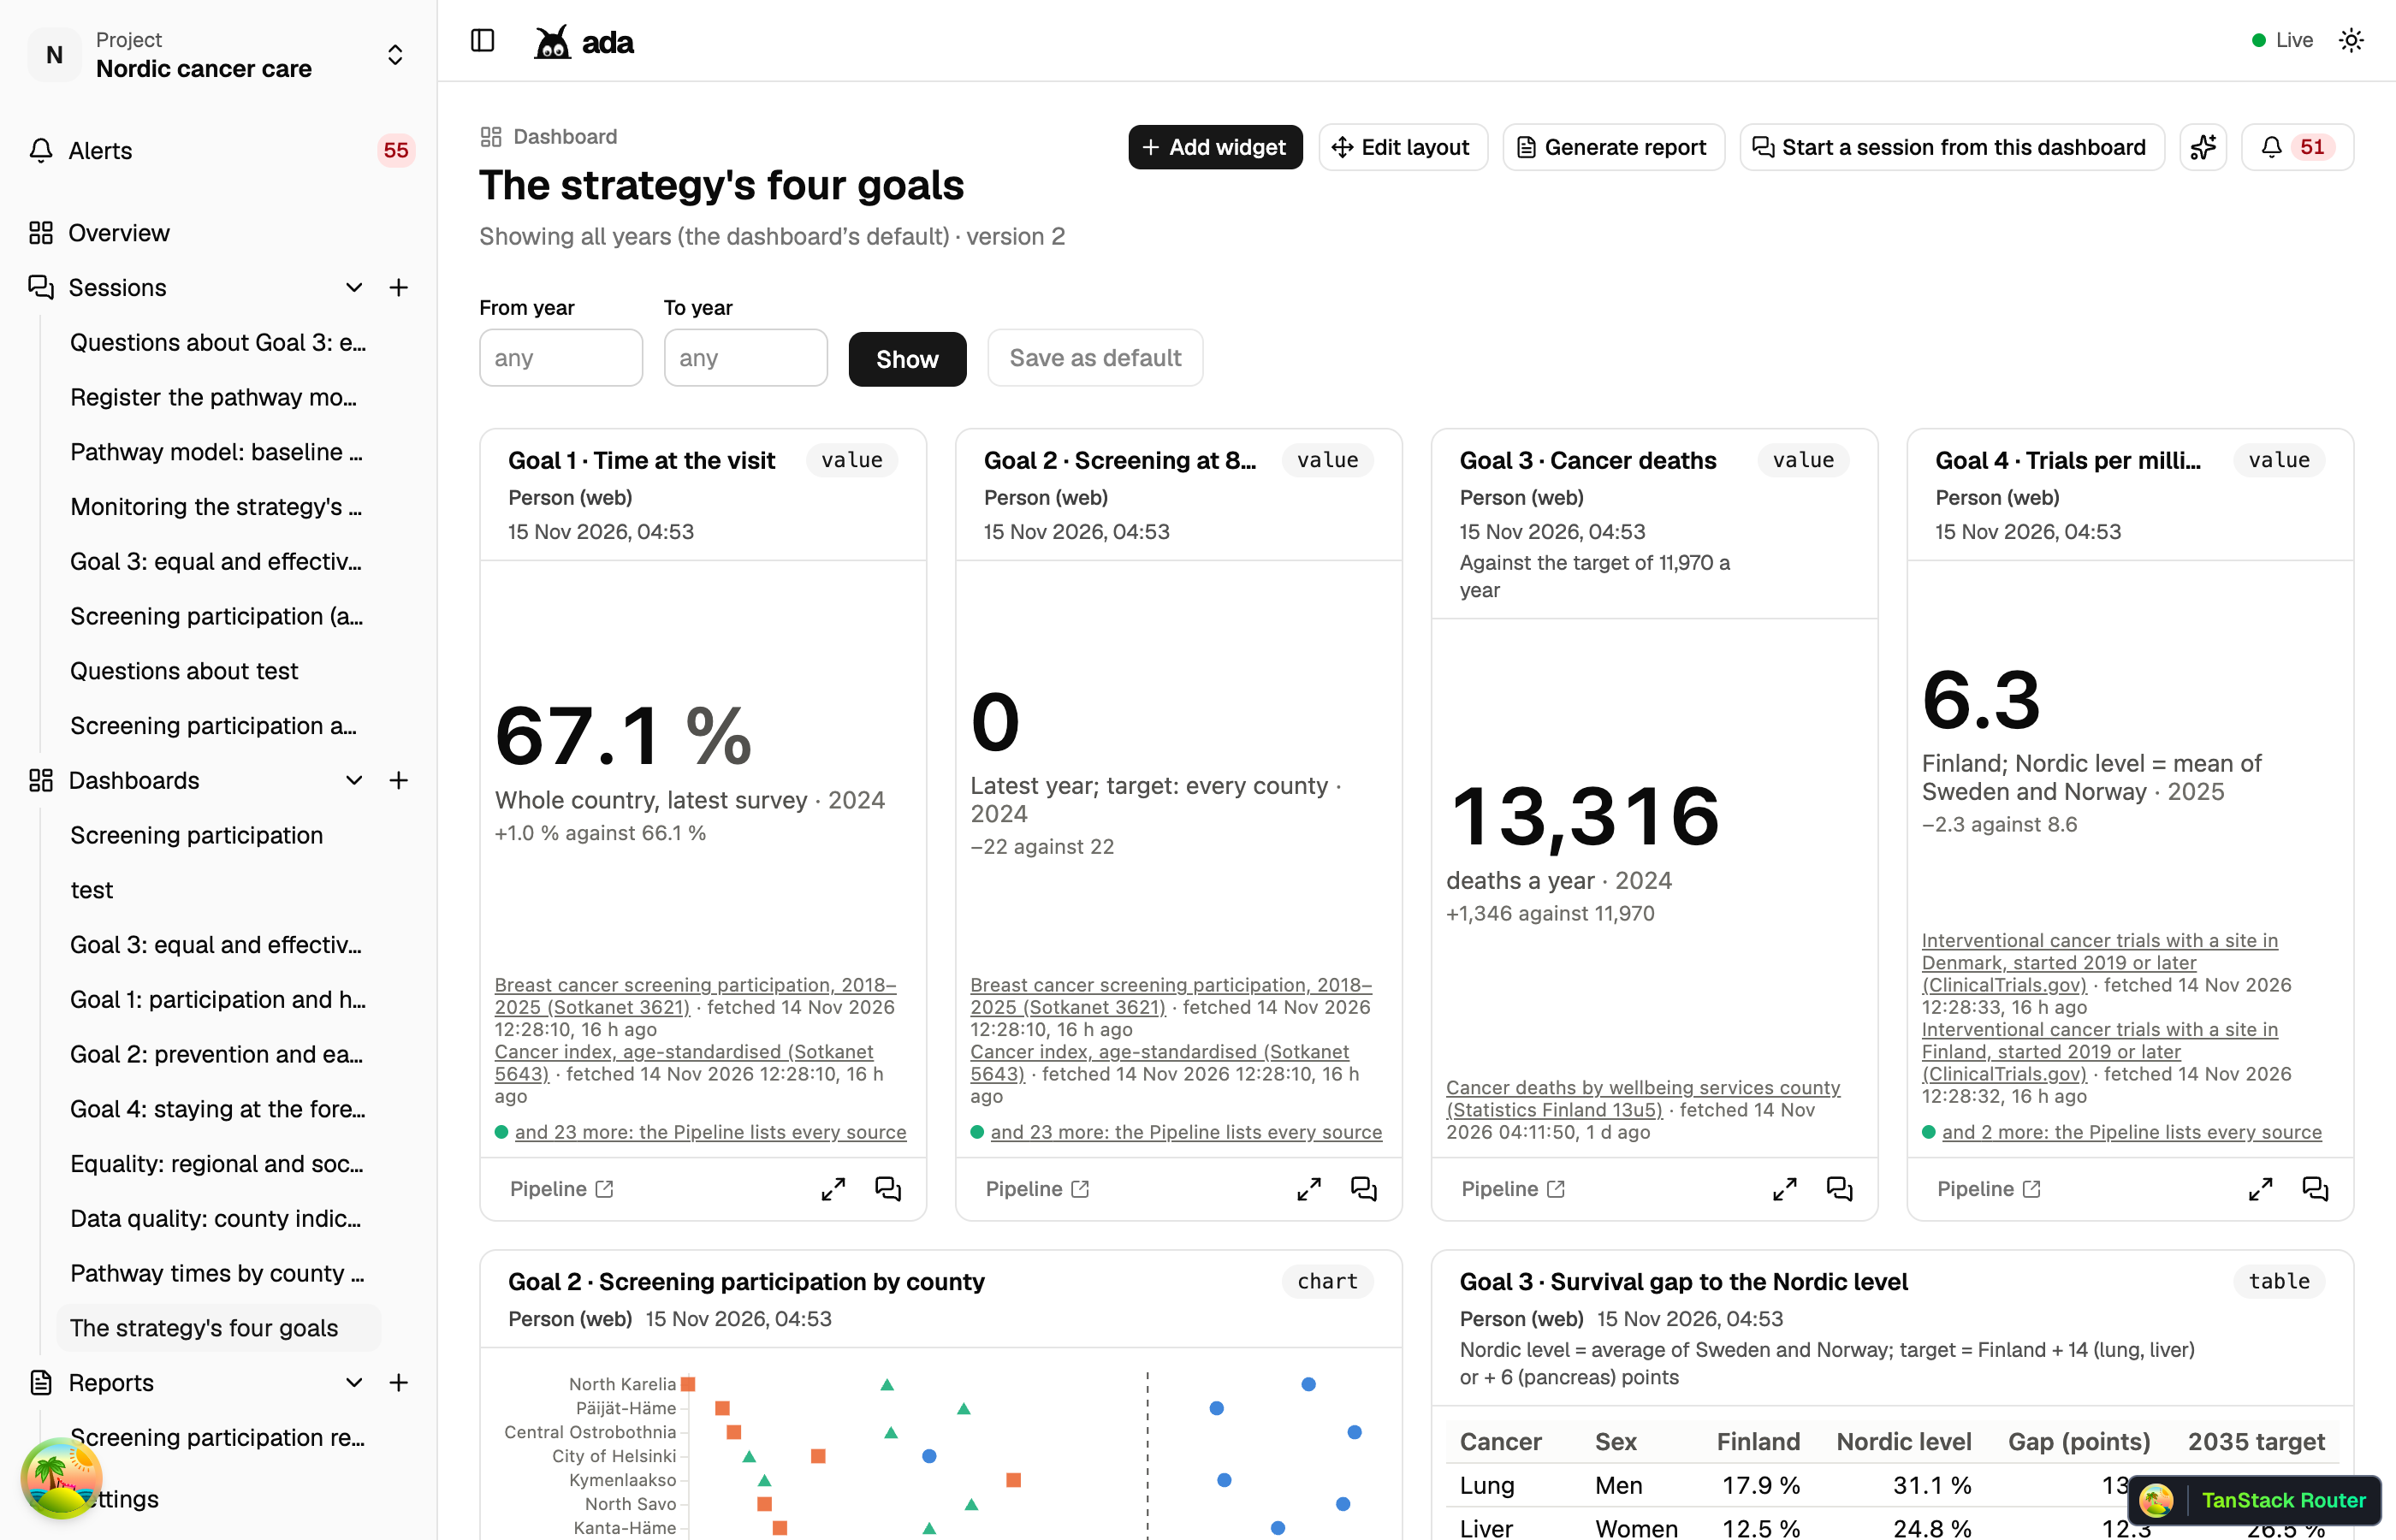 N
Project
Nordic cancer care
Alerts
55
Overview
Sessions
Questions about Goal 3: e...
Register the pathway mo...
Pathway model: baseline ...
Monitoring the strategy's ...
Goal 3: equal and effectiv...
Screening participation (a...
Questions about test
Screening participation a...
Dashboards
Screening participation
test
Goal 3: equal and effectiv...
Goal 1: participation and h...
Goal 2: prevention and ea...
Goal 4: staying at the fore...
Equality: regional and soc...
Data quality: county indic...
Pathway times by county ...
The strategy's four goals
Reports
Screening participation re...
ettings
ada
Live
Dashboard
The strategy's four goals
Showing all years (the dashboard’s default) · version 2
Add widget
Edit layout
Generate report
Start a session from this dashboard
51
From year
To year
any
any
Show
Save as default
Goal 1 · Time at the visit
value
Person (web)
15 Nov 2026, 04:53
67.1 %
Whole country, latest survey · 2024
+1.0 % against 66.1 %
Breast cancer screening participation, 2018–
2025 (Sotkanet 3621) · fetched 14 Nov 2026
12:28:10, 16 h ago
Cancer index, age-standardised (Sotkanet
5643) · fetched 14 Nov 2026 12:28:10, 16 h
ago
and 23 more: the Pipeline lists every source
Pipeline
Goal 2 · Screening at 8...
value
Person (web)
15 Nov 2026, 04:53
0
Latest year; target: every county ·
2024
−22 against 22
Breast cancer screening participation, 2018–
2025 (Sotkanet 3621) · fetched 14 Nov 2026
12:28:10, 16 h ago
Cancer index, age-standardised (Sotkanet
5643) · fetched 14 Nov 2026 12:28:10, 16 h
ago
and 23 more: the Pipeline lists every source
Pipeline
Goal 3 · Cancer deaths
value
Person (web)
15 Nov 2026, 04:53
Against the target of 11,970 a
year
13,316
deaths a year · 2024
+1,346 against 11,970
Cancer deaths by wellbeing services county
(Statistics Finland 13u5) · fetched 14 Nov
2026 04:11:50, 1 d ago
Pipeline
Goal 4 · Trials per milli...
value
Person (web)
15 Nov 2026, 04:53
6.3
Finland; Nordic level = mean of
Sweden and Norway · 2025
−2.3 against 8.6
Interventional cancer trials with a site in
Denmark, started 2019 or later
(ClinicalTrials.gov) · fetched 14 Nov 2026
12:28:33, 16 h ago
Interventional cancer trials with a site in
Finland, started 2019 or later
(ClinicalTrials.gov) · fetched 14 Nov 2026
12:28:32, 16 h ago
and 2 more: the Pipeline lists every source
Pipeline
Goal 2 · Screening participation by county
chart
Person (web) 15 Nov 2026, 04:53
North Karelia
Päijät-Häme
Central Ostrobothnia
City of Helsinki
Kymenlaakso
North Savo
Kanta-Häme
Goal 3 · Survival gap to the Nordic level
table
Person (web) 15 Nov 2026, 04:53
Nordic level = average of Sweden and Norway; target = Finland + 14 (lung, liver)
or + 6 (pancreas) points
Cancer Sex Finland Nordic level Gap (points) 2035 target
Lung Men 17.9 % 31.1 % 13
Liver Women 12.5 % 24.8 % 12.3 26.5 %
TanStack Router